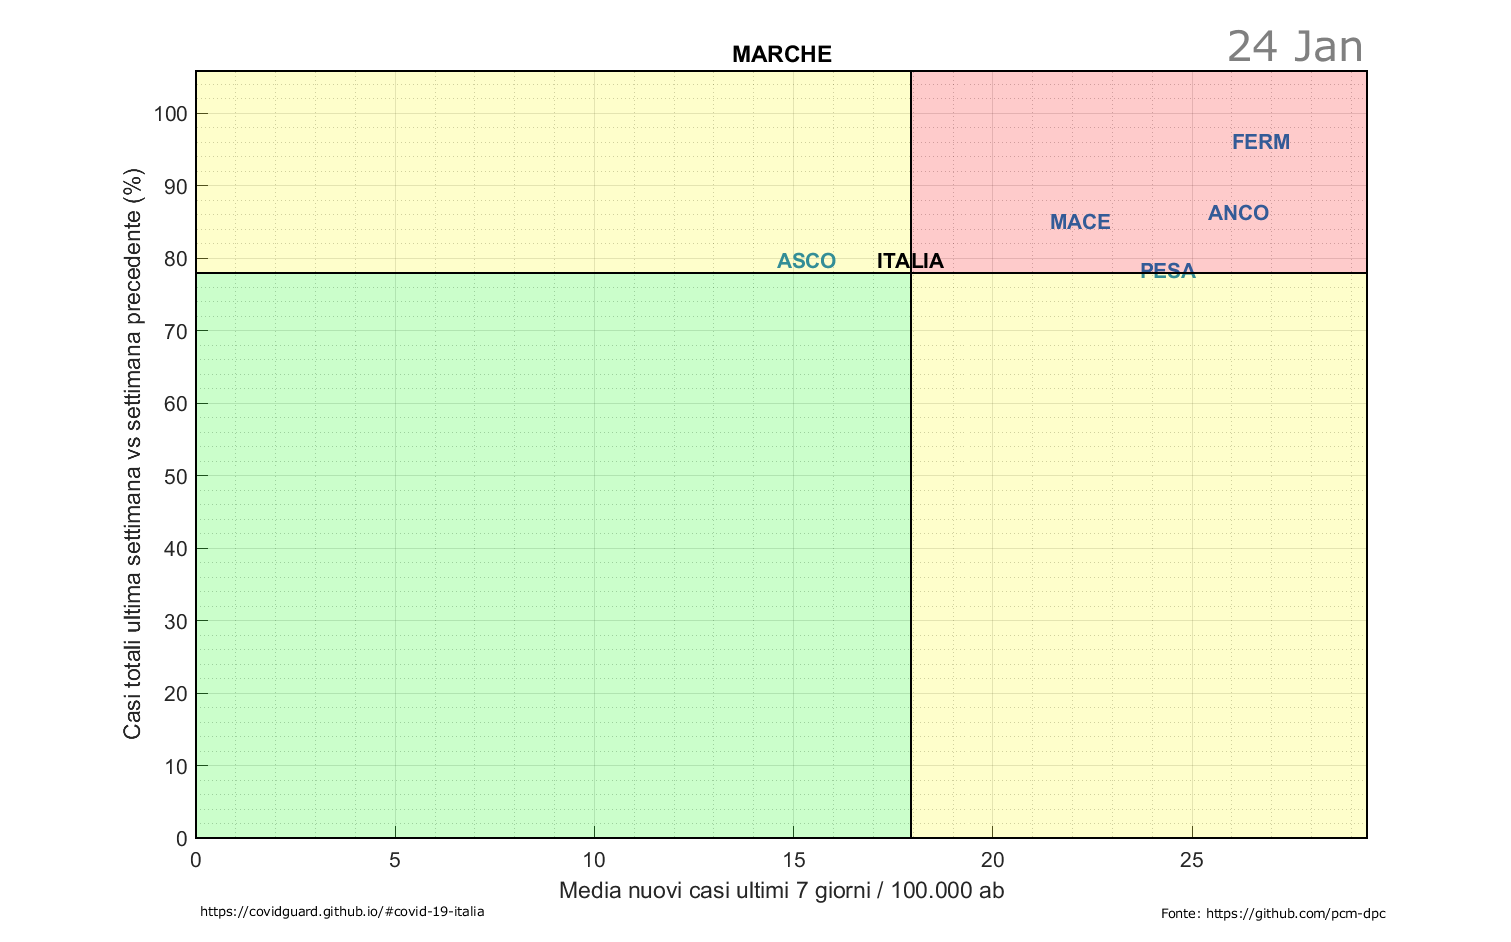 MARCHE
24 Jan
Casi totali ultima settimana vs settimana precedente (%)
100
90
80
70
60
50
40
30
20
10
0
FERM
ANCO
MACE
ASCO
ITALIA
PESA
0 5 10 15 20 25
Media nuovi casi ultimi 7 giorni / 100.000 ab
https://covidguard.github.io/#covid-19-italia
Fonte: https://github.com/pcm-dpc